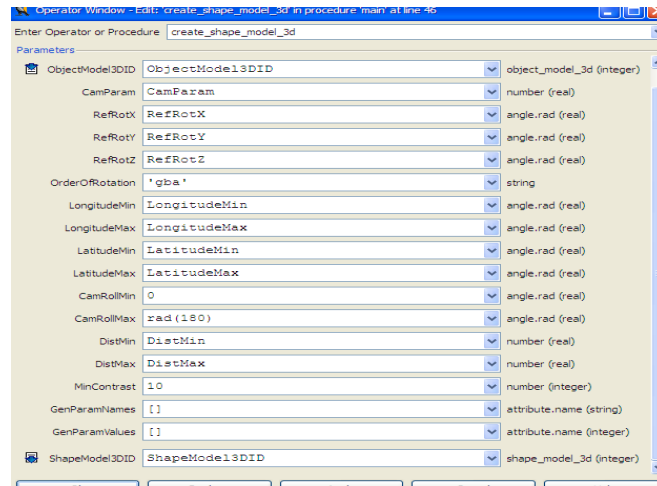 Operator Window - Edit: 'create_shape_model_3d' in procedure 'main' at line 46
Enter Operator or Procedure create_shape_model_3d
Parameters
ObjectModel3DID ObjectModel3DID object_model_3d (integer)
CamParam CamParam number (real)
RefRotX RefRotX angle.rad (real)
RefRotY RefRotY angle.rad (real)
RefRotZ RefRotZ angle.rad (real)
OrderOfRotation 'gba' string
LongitudeMin LongitudeMin angle.rad (real)
LongitudeMax LongitudeMax angle.rad (real)
LatitudeMin LatitudeMin angle.rad (real)
LatitudeMax LatitudeMax angle.rad (real)
CamRollMin 0 angle.rad (real)
CamRollMax rad(180) angle.rad (real)
DistMin DistMin number (real)
DistMax DistMax number (real)
MinContrast 10 number (integer)
GenParamNames [] attribute.name (string)
GenParamValues [] attribute.name (integer)
ShapeModel3DID ShapeModel3DID shape_model_3d (integer)